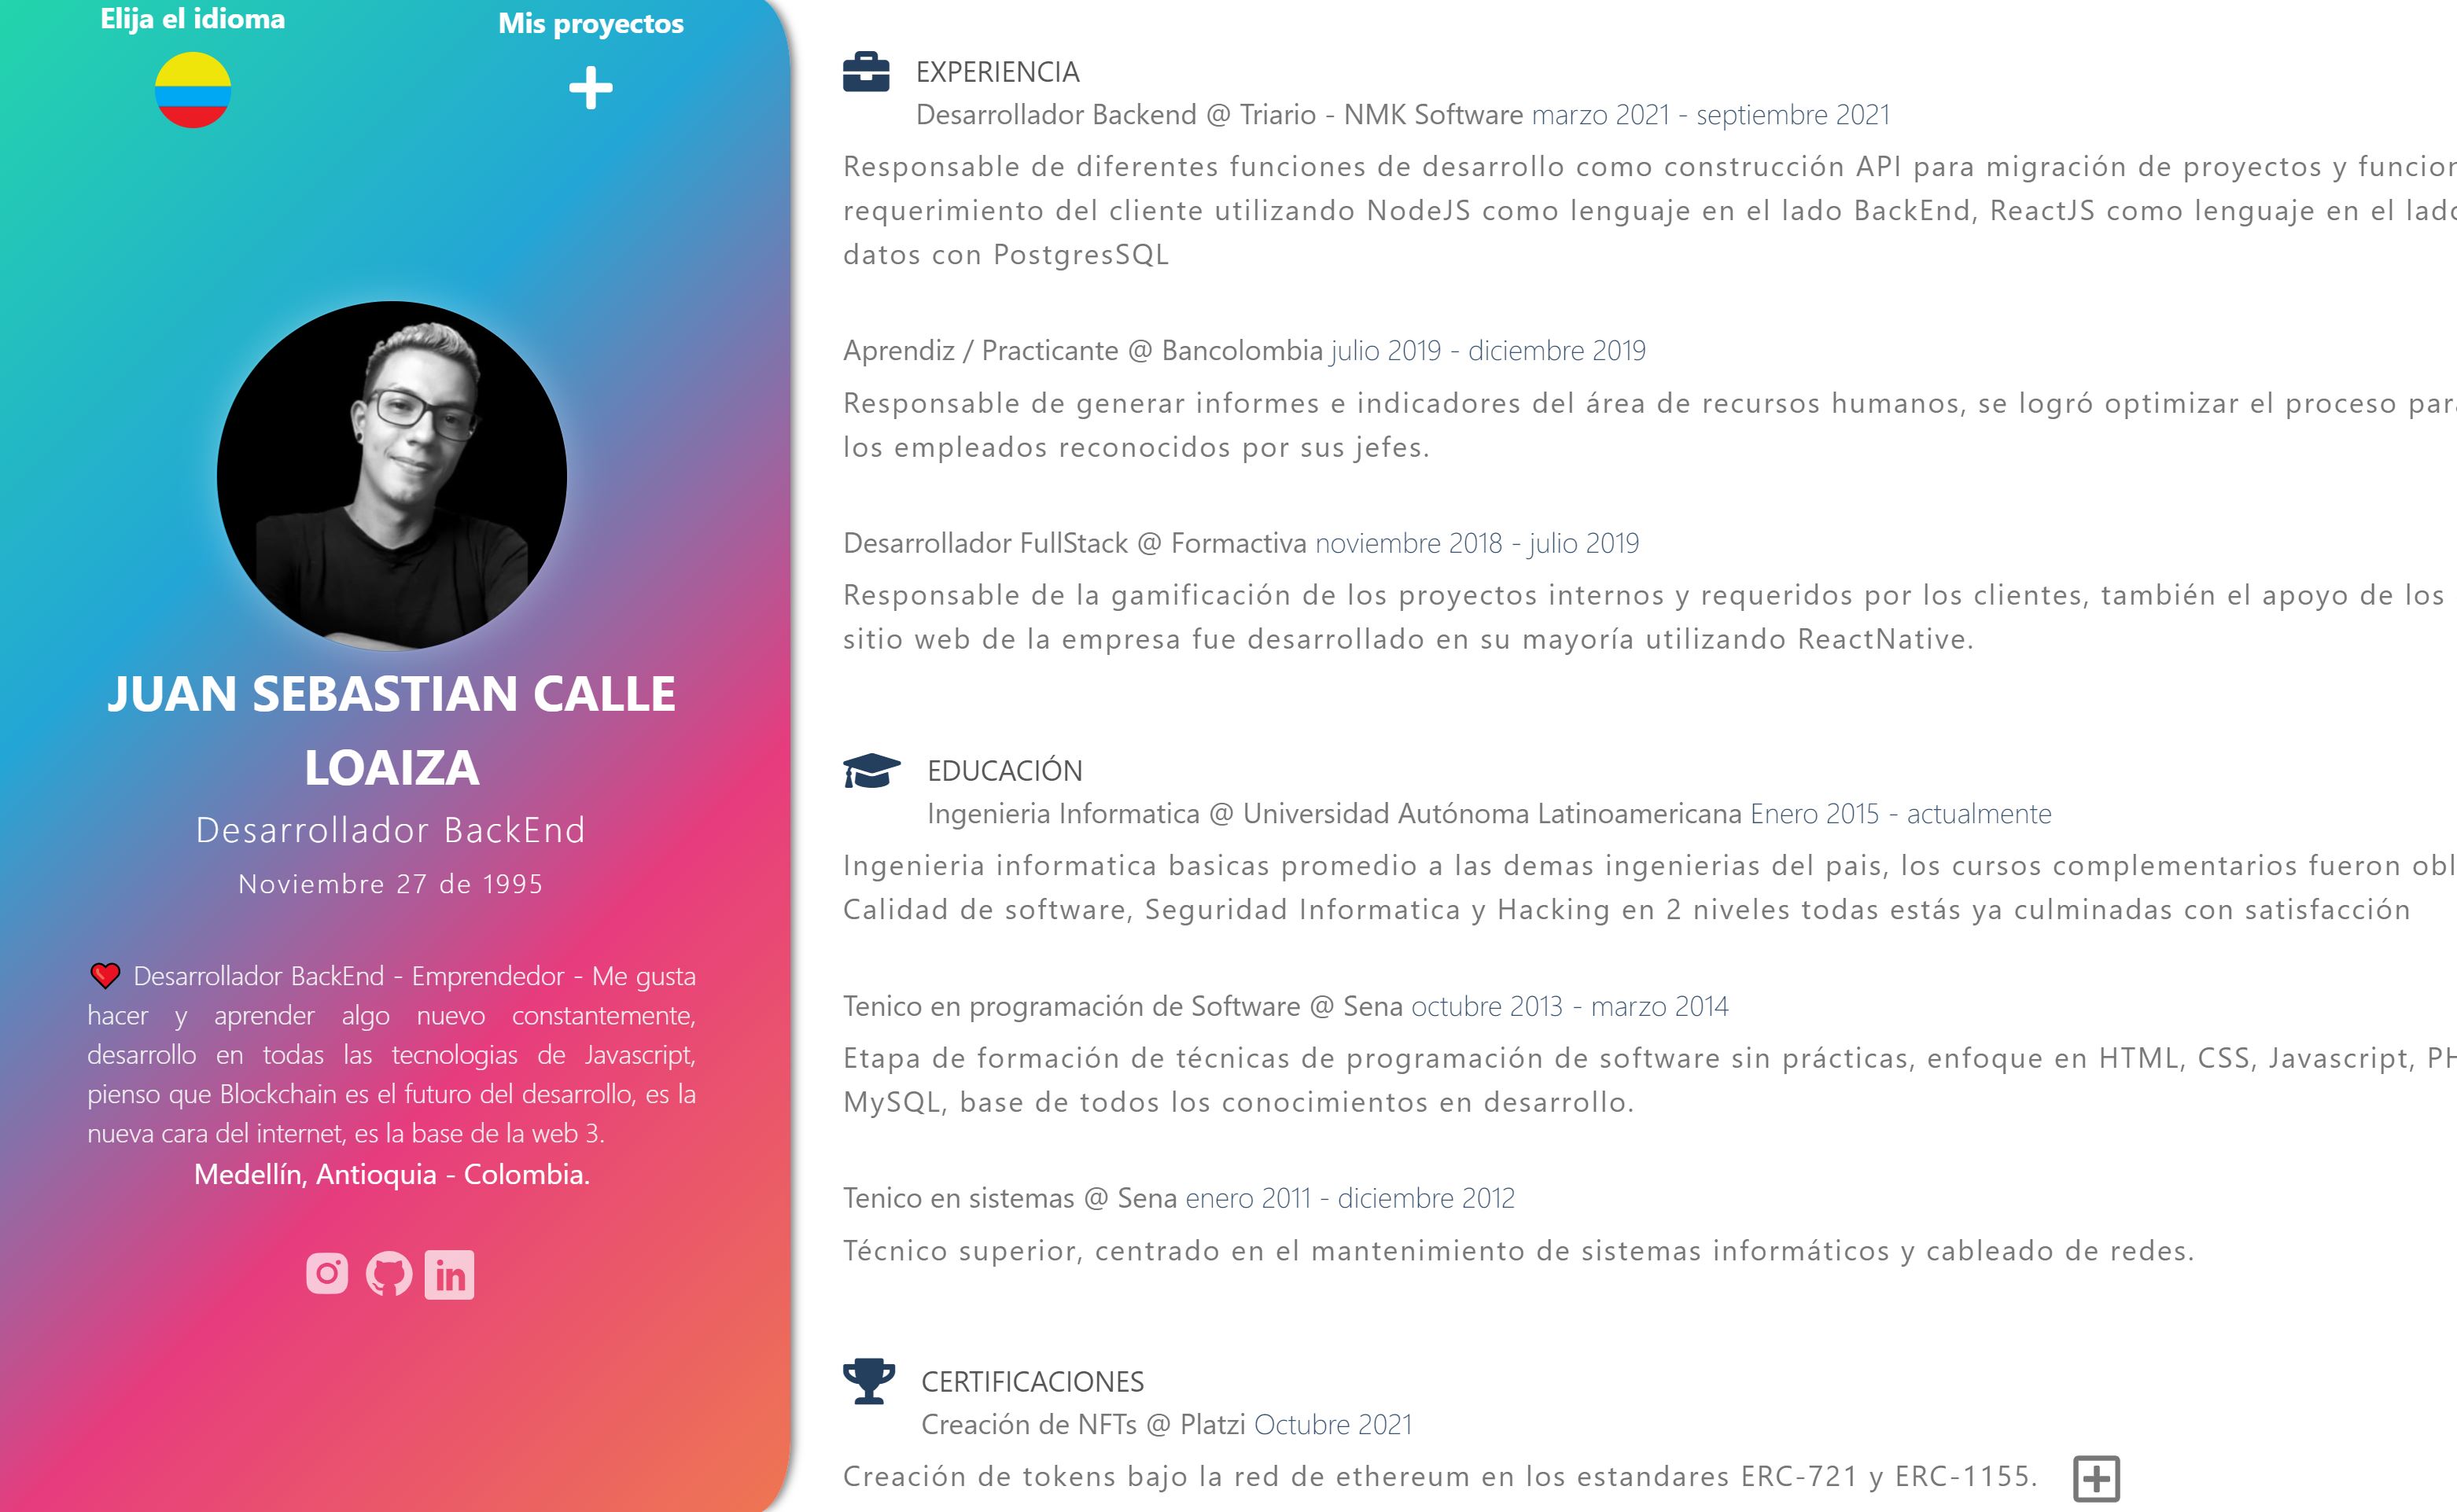 Elija el idioma
Mis proyectos
JUAN SEBASTIAN CALLE
LOAIZA
Desarrollador BackEnd
Noviembre 27 de 1995
Desarrollador BackEnd - Emprendedor - Me gusta
hacer y aprender algo nuevo constantemente,
desarrollo en todas las tecnologias de Javascript,
pienso que Blockchain es el futuro del desarrollo, es la
nueva cara del internet, es la base de la web 3.
Medellín, Antioquia - Colombia.
in
EXPERIENCIA
Desarrollador Backend @ Triario - NMK Software marzo 2021 - septiembre 2021
Responsable de diferentes funciones de desarrollo como construcción API para migración de proyectos y
requerimiento del cliente utilizando NodeJS como lenguaje en el lado BackEnd, ReactJS como lenguaje en el
datos con PostgresSQL
Aprendiz / Practicante @ Bancolombia julio 2019 - diciembre 2019
Responsable de generar informes e indicadores del área de recursos humanos, se logró optimizar el proceso
los empleados reconocidos por sus jefes.
Desarrollador FullStack @ Formactiva noviembre 2018 - julio 2019
Responsable de la gamificación de los proyectos internos y requeridos por los clientes, también el apoyo de los
sitio web de la empresa fue desarrollado en su mayoría utilizando ReactNative.
EDUCACIÓN
Ingenieria Informatica @ Universidad Autónoma Latinoamericana Enero 2015 - actualmente
Ingenieria informatica basicas promedio a las demas ingenierias del pais, los cursos complementarios fueron
Calidad de software, Seguridad Informatica y Hacking en 2 niveles todas estás ya culminadas con satisfacción
Tenico en programación de Software @ Sena octubre 2013 - marzo 2014
Etapa de formación de técnicas de programación de software sin prácticas, enfoque en HTML, CSS, Javascript,
MySQL, base de todos los conocimientos en desarrollo.
Tenico en sistemas @ Sena enero 2011 - diciembre 2012
Técnico superior, centrado en el mantenimiento de sistemas informáticos y cableado de redes.
CERTIFICACIONES
Creación de NFTs @ Platzi Octubre 2021
Creación de tokens bajo la red de ethereum en los estandares ERC-721 y ERC-1155.